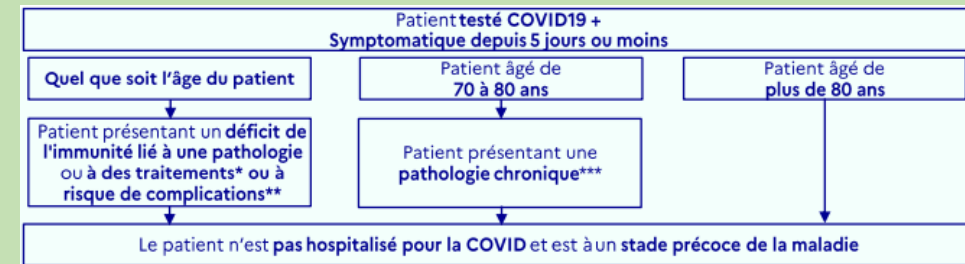 Patient testé COVID19 +
Symptomatique depuis 5 jours ou moins
Quel que soit l'âge du patient
Patient âgé de
70 à 80 ans
Patient âgé de
plus de 80 ans
Patient présentant un déficit de
l'immunité lié à une pathologie
ou à des traitements* ou à
risque de complications**
Patient présentant une
pathologie chronique***
Le patient n'est pas hospitalisé pour la COVID et est à un stade précoce de la maladie